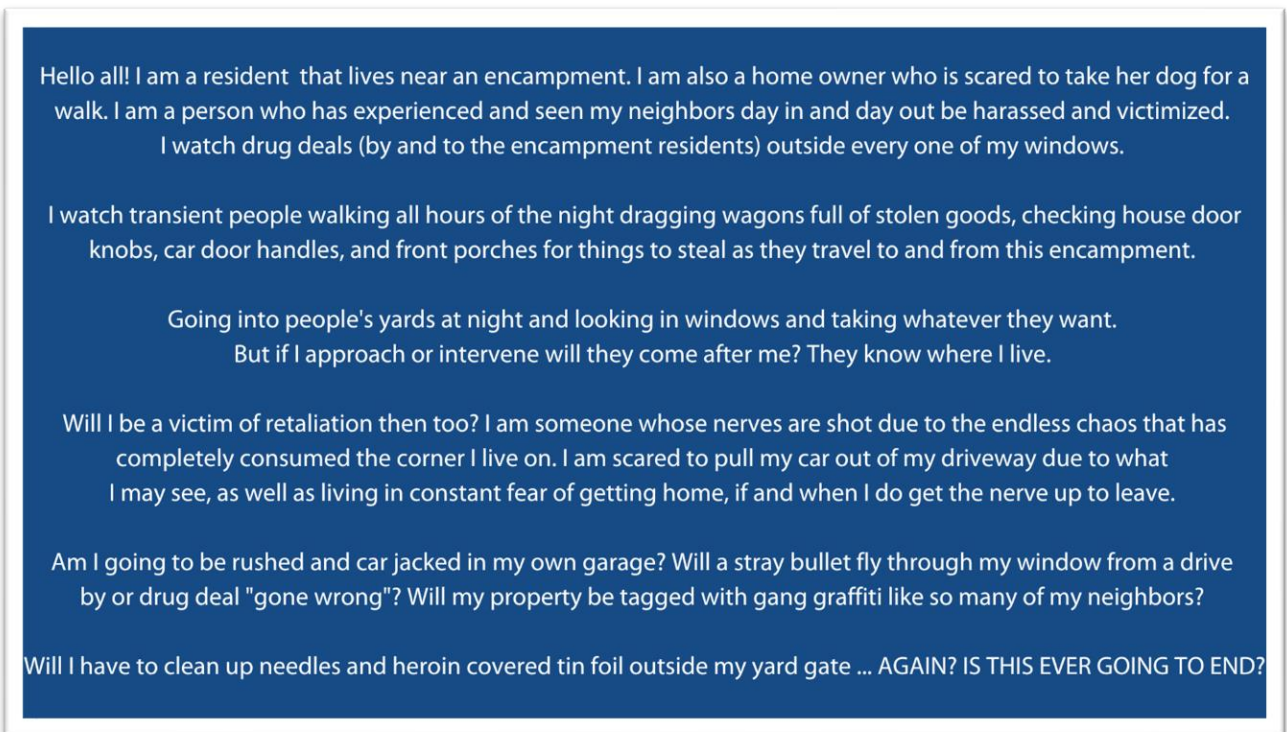 Hello all! I am a resident  that lives near an encampment. I am also a home owner who is scared to take her dog for a
walk. I am a person who has experienced and seen my neighbors day in and day out be harassed and victimized.
I watch drug deals (by and to the encampment residents) outside every one of my windows.
I watch transient people walking all hours of the night dragging wagons full of stolen goods, checking house door
knobs, car door handles, and front porches for things to steal as they travel to and from this encampment.
Going into people's yards at night and looking in windows and taking whatever they want.
But if I approach or intervene will they come after me? They know where I live.
Will I be a victim of retaliation then too? I am someone whose nerves are shot due to the endless chaos that has
completely consumed the corner I live on. I am scared to pull my car out of my driveway due to what
I may see, as well as living in constant fear of getting home, if and when I do get the nerve up to leave.
Am I going to be rushed and car jacked in my own garage? Will a stray bullet fly through my window from a drive
by or drug deal "gone wrong"? Will my property be tagged with gang graffiti like so many of my neighbors?
Will I have to clean up needles and heroin covered tin foil outside my yard gate ... AGAIN? IS THIS EVER GOING TO END?